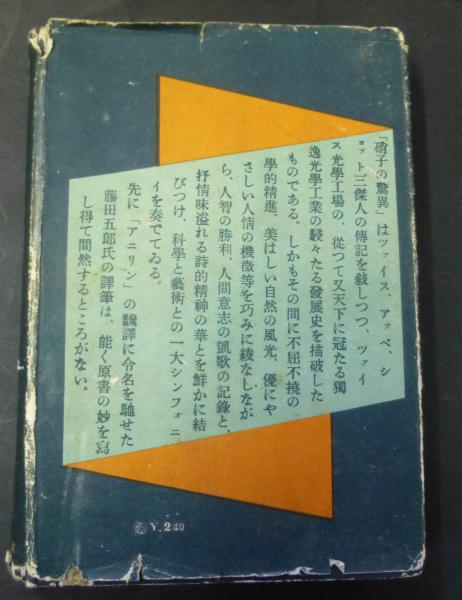 「硝子の驚異」はツァイス、アッベ、シ
ョット三傑人の傳記を敍しつつ、ツァイ
ス光學工場の、從つて又天下に冠たる獨
逸光學工業の駸々たる發展史を描破した
ものである。しかもその間に不屈不撓の
學的精進、美はしい自然の風光、優にや
さしい人情の機微等を巧みに綾なしなが
ら、人智の勝利、人間意志の凱歌の記錄と、
抒情味溢れる詩的精神の華とを鮮かに結
びつけ、科學と藝術との一大シンフォニ
イを奏でてゐる。
先に「アニリン」の飜譯に令名を馳せた
藤田五郎氏の譯筆は、能く原書の妙を寫
し得て間然するところがない。
¥.2 40